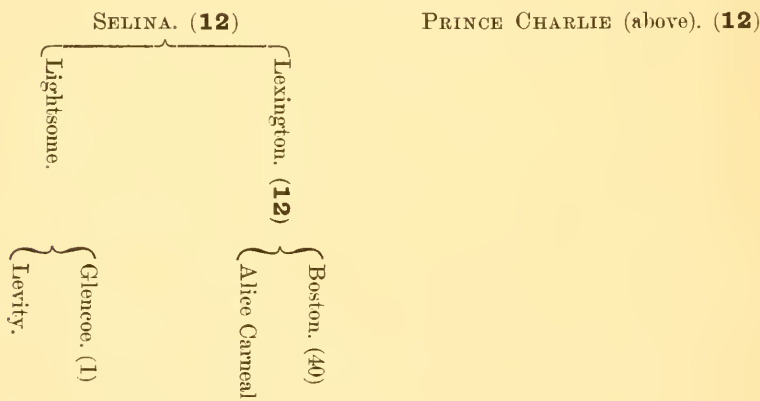 SELINA. (12)
PRINCE CHARLIE (above). (12)
Lightsome.
Lexington. (12)
Levity.
Glencoe. (1)
Alice Carneal
Boston. (40)